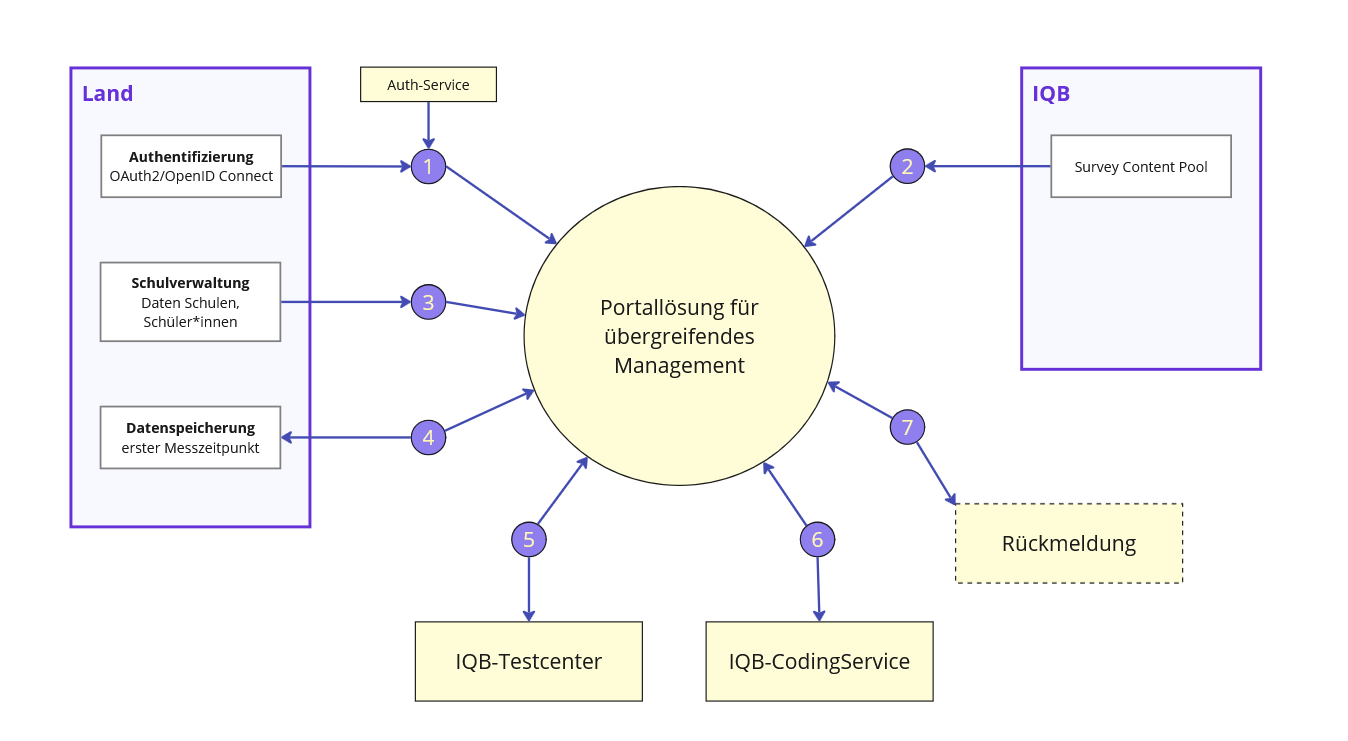 Land
Auth-Service
IQB
Authentifizierung
OAuth2/OpenID Connect
1
2
Survey Content Pool
Schulverwaltung
Daten Schulen,
Schüler*innen
3
Portallösung für
übergreifendes
Management
Datenspeicherung
erster Messzeitpunkt
4
7
5
6
Rückmeldung
IQB-Testcenter
IQB-CodingService